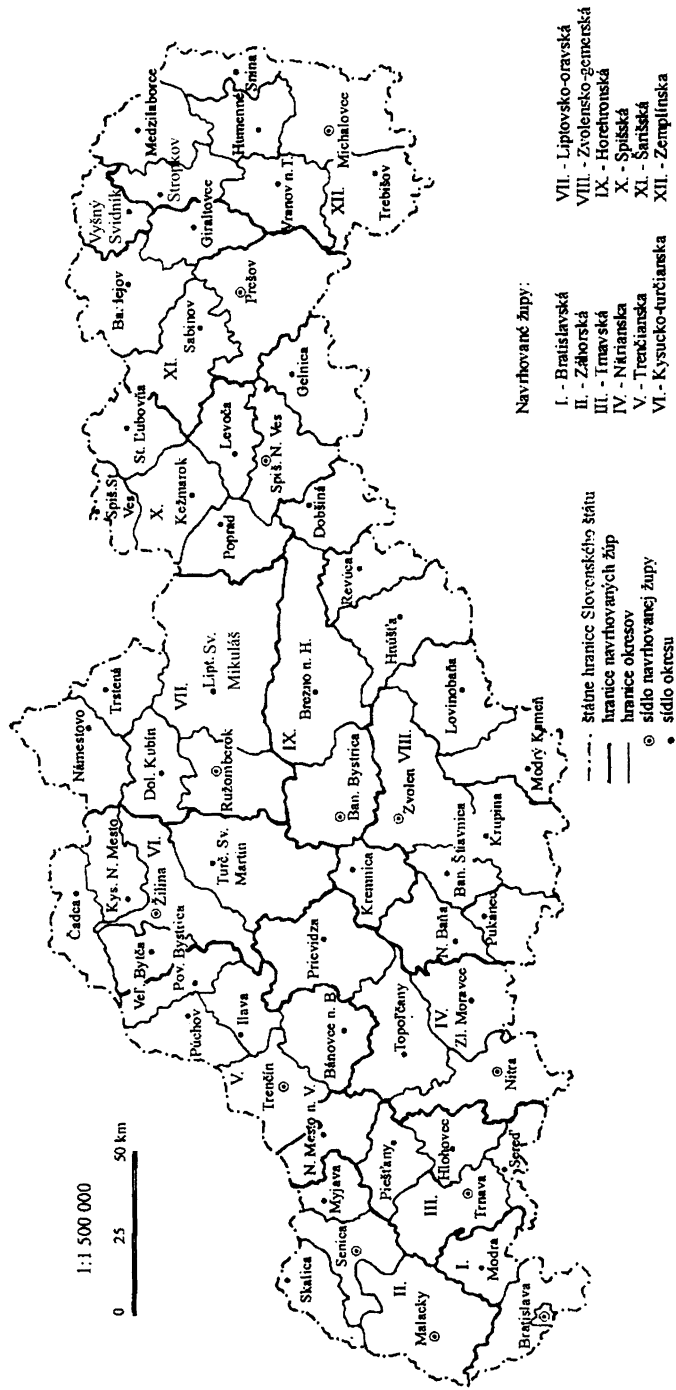 1:1 500 000
0 25 50 km
Skalica
Senica
II.
Malacky
Myjava
I.
Modra
Bratislava
III.
Trnava
Piešťany
Hlohovec
Sereď
N. Mesto n. V.
Trenčín
V.
Bánovce n. B.
Topoľčany
Nitra
IV.
Zl. Moravce
Púchov
Ilava
Pov. Bystrica
Veľ. Bytča
Prievidza
N. Baňa
Pukanec
Čadca
Kys. N. Mesto
VI.
Žilina
Turč. Sv.
Martin
Kremnica
Ban. Štiavnica
Krupina
Námestovo
Trstená
Dol. Kubín
VII.
Ružomberok
Lipt. Sv.
Mikuláš
IX.
Ban. Bystrica
Brezno n. H.
Zvolen
VIII.
Modrý Kameň
Lovinobaňa
Hnúšťa
Revúca
Spiš. St.
Ves
X.
Kežmarok
Poprad
St. Ľubovňa
Levoča
Spiš. N. Ves
Dobšiná
Gelnica
XI.
Sabinov
Prešov
Vyšný
Svidník
Stropkov
Giraltovce
Medzilaborce
Humenné
Snina
Vranov n. T.
XII.
Michalovce
Trebišov
štátne hranice Slovenského štátu
hranice navrhovaných žúp
hranice okresov
sídlo navrhovanej župy
sídlo okresu
Navrhované župy:
I. - Bratislavská
II. - Záhorská
III. - Trnavská
IV. - Nitrianska
V. - Trenčianska
VI. - Kysucko-turčianska
VII. - Liptovsko-oravská
VIII. - Zvolensko-gemerská
IX. - Horehronská
X. - Spišská
XI. - Šarišská
XII. - Zemplínska